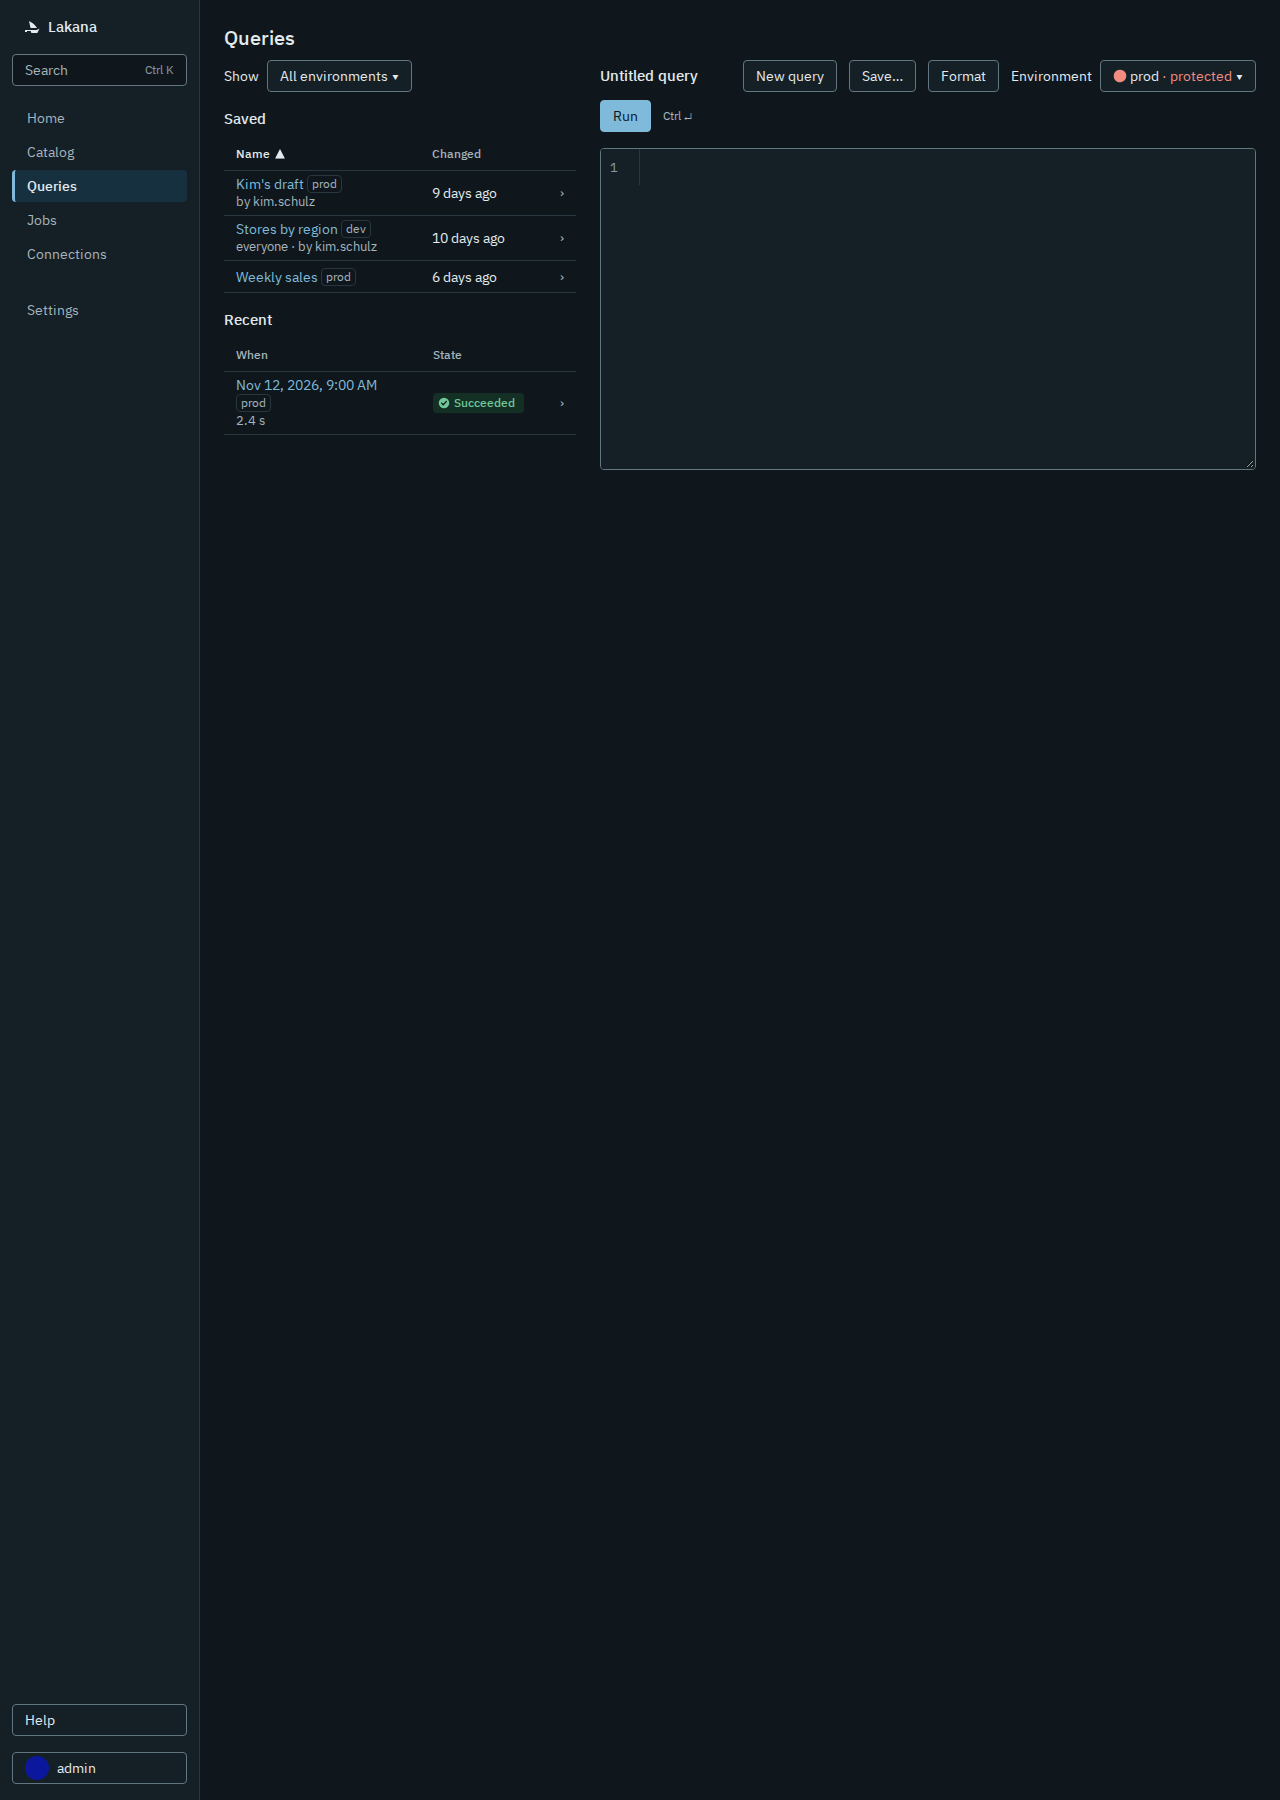 Lakana
Search Ctrl K
Home
Catalog
Queries
Jobs
Connections
Settings
Help
admin
Queries
Show All environments ▾
Saved
Name ▲ Changed
Kim's draft prod
by kim.schulz
9 days ago ›
Stores by region dev
everyone · by kim.schulz
10 days ago ›
Weekly sales prod 6 days ago ›
Recent
When State
Nov 12, 2026, 9:00 AM
prod
2.4 s
Succeeded ›
Untitled query New query Save... Format Environment prod · protected ▾
Run Ctrl ↵
1